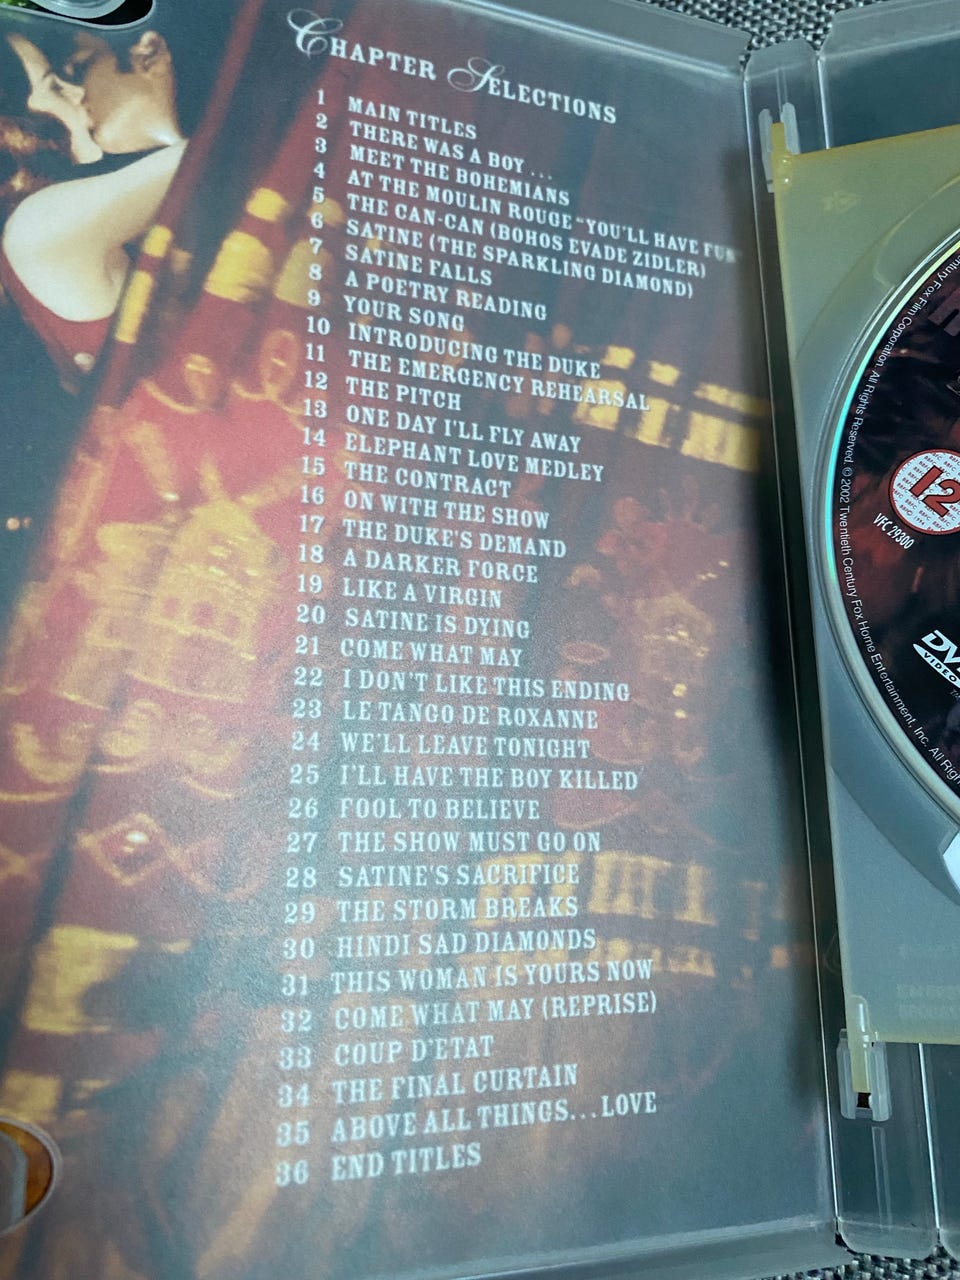 Chapter Selections
1 MAIN TITLES
2 THERE WAS A BOY...
3 MEET THE BOHEMIANS
4 AT THE MOULIN ROUGE "YOU'LL HAVE FUN
5 THE CAN-CAN (BOHOS EVADE ZIDLER)
6 SATINE (THE SPARKLING DIAMOND)
7 SATINE FALLS
8 A POETRY READING
9 YOUR SONG
10 INTRODUCING THE DUKE
11 THE EMERGENCY REHEARSAL
12 THE PITCH
13 ONE DAY I'LL FLY AWAY
14 ELEPHANT LOVE MEDLEY
15 THE CONTRACT
16 ON WITH THE SHOW
17 THE DUKE'S DEMAND
18 A DARKER FORCE
19 LIKE A VIRGIN
20 SATINE IS DYING
21 COME WHAT MAY
22 I DON'T LIKE THIS ENDING
23 LE TANGO DE ROXANNE
24 WE'LL LEAVE TONIGHT
25 I'LL HAVE THE BOY KILLED
26 FOOL TO BELIEVE
27 THE SHOW MUST GO ON
28 SATINE'S SACRIFICE
29 THE STORM BREAKS
30 HINDI SAD DIAMONDS
31 THIS WOMAN IS YOURS NOW
32 COME WHAT MAY (REPRISE)
33 COUP D'ETAT
34 THE FINAL CURTAIN
35 ABOVE ALL THINGS...LOVE
36 END TITLES
Fox Film Corporation. All Rights Reserved. © 2002 Twentieth Century Fox Home Entertainment, Inc. All
12
VFC 29300
VIDEO